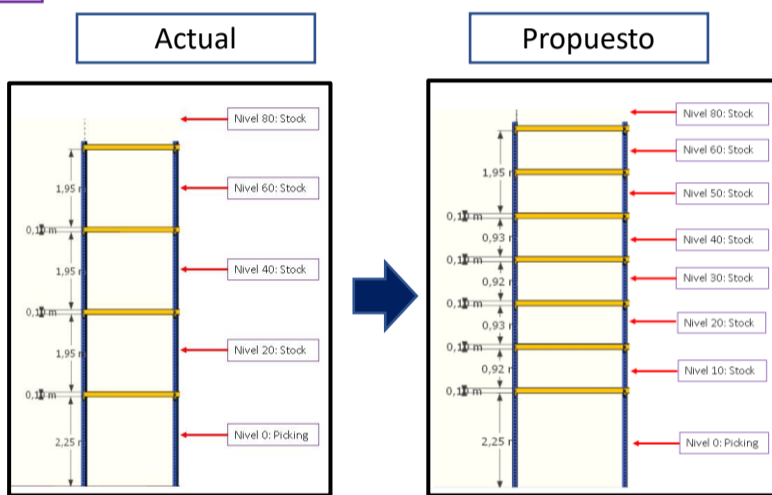 Actual
Nivel 80: Stock
1,95 m
Nivel 60: Stock
0,10 m
1,95 m
Nivel 40: Stock
0,10 m
1,95 m
Nivel 20: Stock
0,10 m
2,25 m
Nivel 0: Picking
Propuesto
Nivel 80: Stock
Nivel 60: Stock
1,95 m
Nivel 50: Stock
0,10 m
0,93 m
Nivel 40: Stock
0,10 m
0,92 m
Nivel 30: Stock
0,10 m
0,93 m
Nivel 20: Stock
0,10 m
0,92 m
Nivel 10: Stock
0,10 m
2,25 m
Nivel 0: Picking